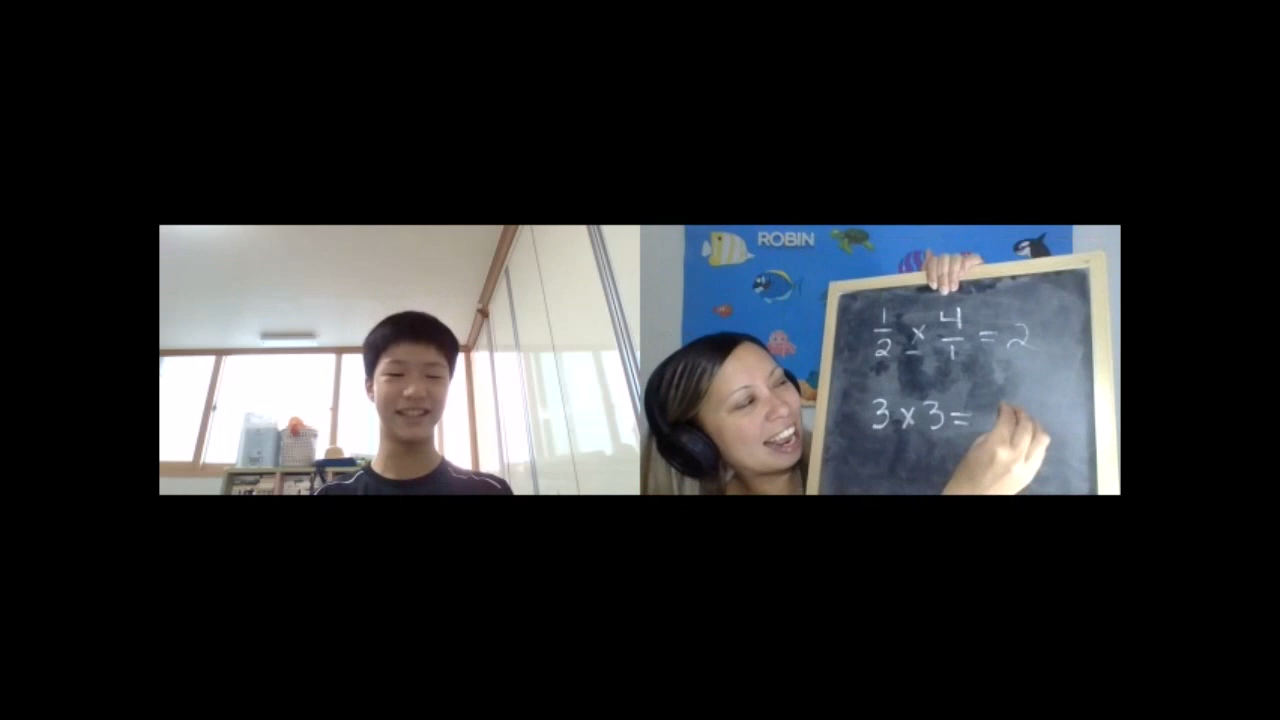 ROBIN
1/2 x 4/1 = 2
3 x 3 =